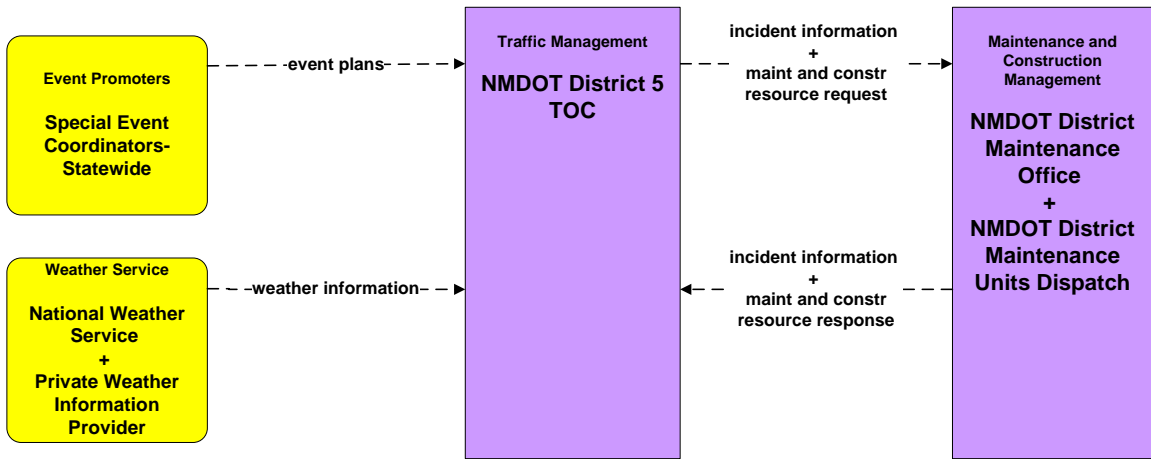 Event Promoters
Special Event
Coordinators-
Statewide
event plans
Traffic Management
NMDOT District 5
TOC
incident information
+
maint and constr
resource request
Maintenance and
Construction
Management
NMDOT District
Maintenance
Office
+
NMDOT District
Maintenance
Units Dispatch
Weather Service
National Weather
Service
+
Private Weather
Information
Provider
weather information
incident information
+
maint and constr
resource response